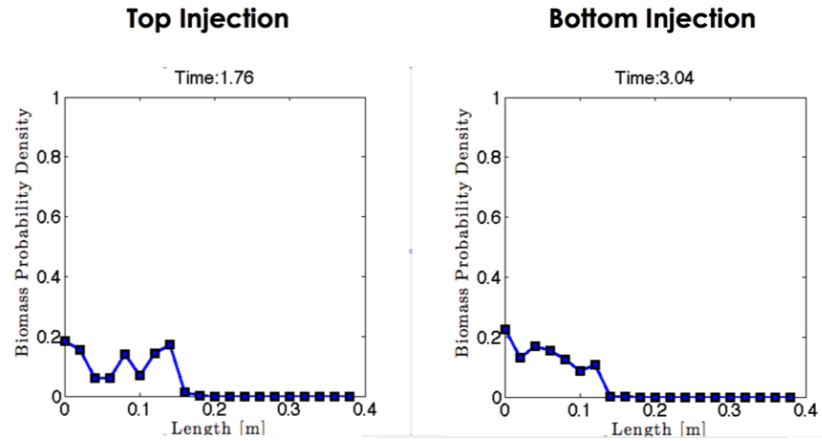 Top Injection
Time:1.76
Biomass Probability Density
1
0.8
0.6
0.4
0.2
0
0 0.1 0.2 0.3 0.4
Length [m]
Bottom Injection
Time:3.04
Biomass Probability Density
1
0.8
0.6
0.4
0.2
0
0 0.1 0.2 0.3 0.4
Length [m]